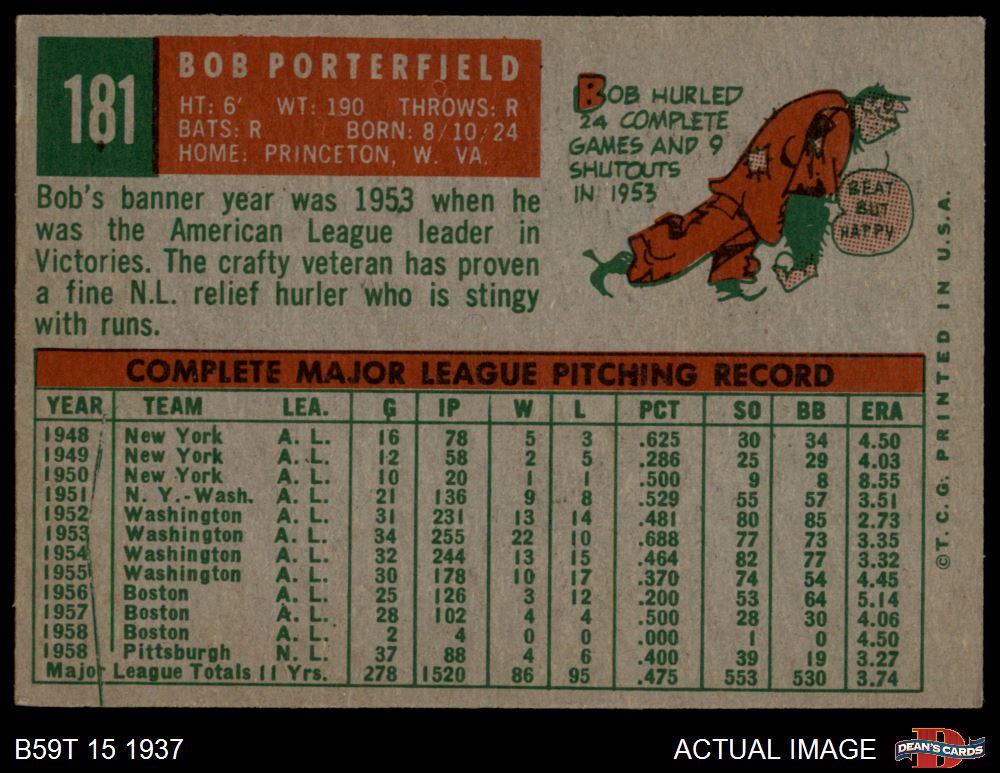 181
BOB PORTERFIELD
HT: 6' WT: 190 THROWS: R
BATS: R BORN: 8/10/24
HOME: PRINCETON, W. VA.
Bob's banner year was 1953 when he
was the American League leader in
Victories. The crafty veteran has proven
a fine N.L. relief hurler who is stingy
with runs.
BOB HURLED
24 COMPLETE
GAMES AND 9
SHUTOUTS
IN 1953
BEAT
BUT
HAPPY
COMPLETE MAJOR LEAGUE PITCHING RECORD
YEAR TEAM LEA. G IP W L PCT SO BB ERA
1948 New York A. L. 16 78 5 3 .625 30 34 4.50
1949 New York A. L. 12 58 2 5 .286 25 29 4.03
1950 New York A. L. 10 20 1 1 .500 9 8 8.55
1951 N. Y.-Wash. A. L. 21 136 9 8 .529 55 57 3.51
1952 Washington A. L. 31 231 13 14 .481 80 85 2.73
1953 Washington A. L. 34 255 22 10 .688 77 73 3.35
1954 Washington A. L. 32 244 13 15 .464 82 77 3.32
1955 Washington A. L. 30 178 10 17 .370 74 54 4.45
1956 Boston A. L. 25 126 3 12 .200 53 64 5.14
1957 Boston A. L. 28 102 4 4 .500 28 30 4.06
1958 Boston A. L. 2 4 0 0 .000 1 0 4.50
1958 Pittsburgh N. L. 37 88 4 6 .400 39 19 3.27
Major League Totals 11 Yrs. 278 1520 86 95 .475 553 530 3.74
©T. C. G. PRINTED IN U.S.A.
B59T 15 1937
ACTUAL IMAGE
D
DEAN'S CARDS